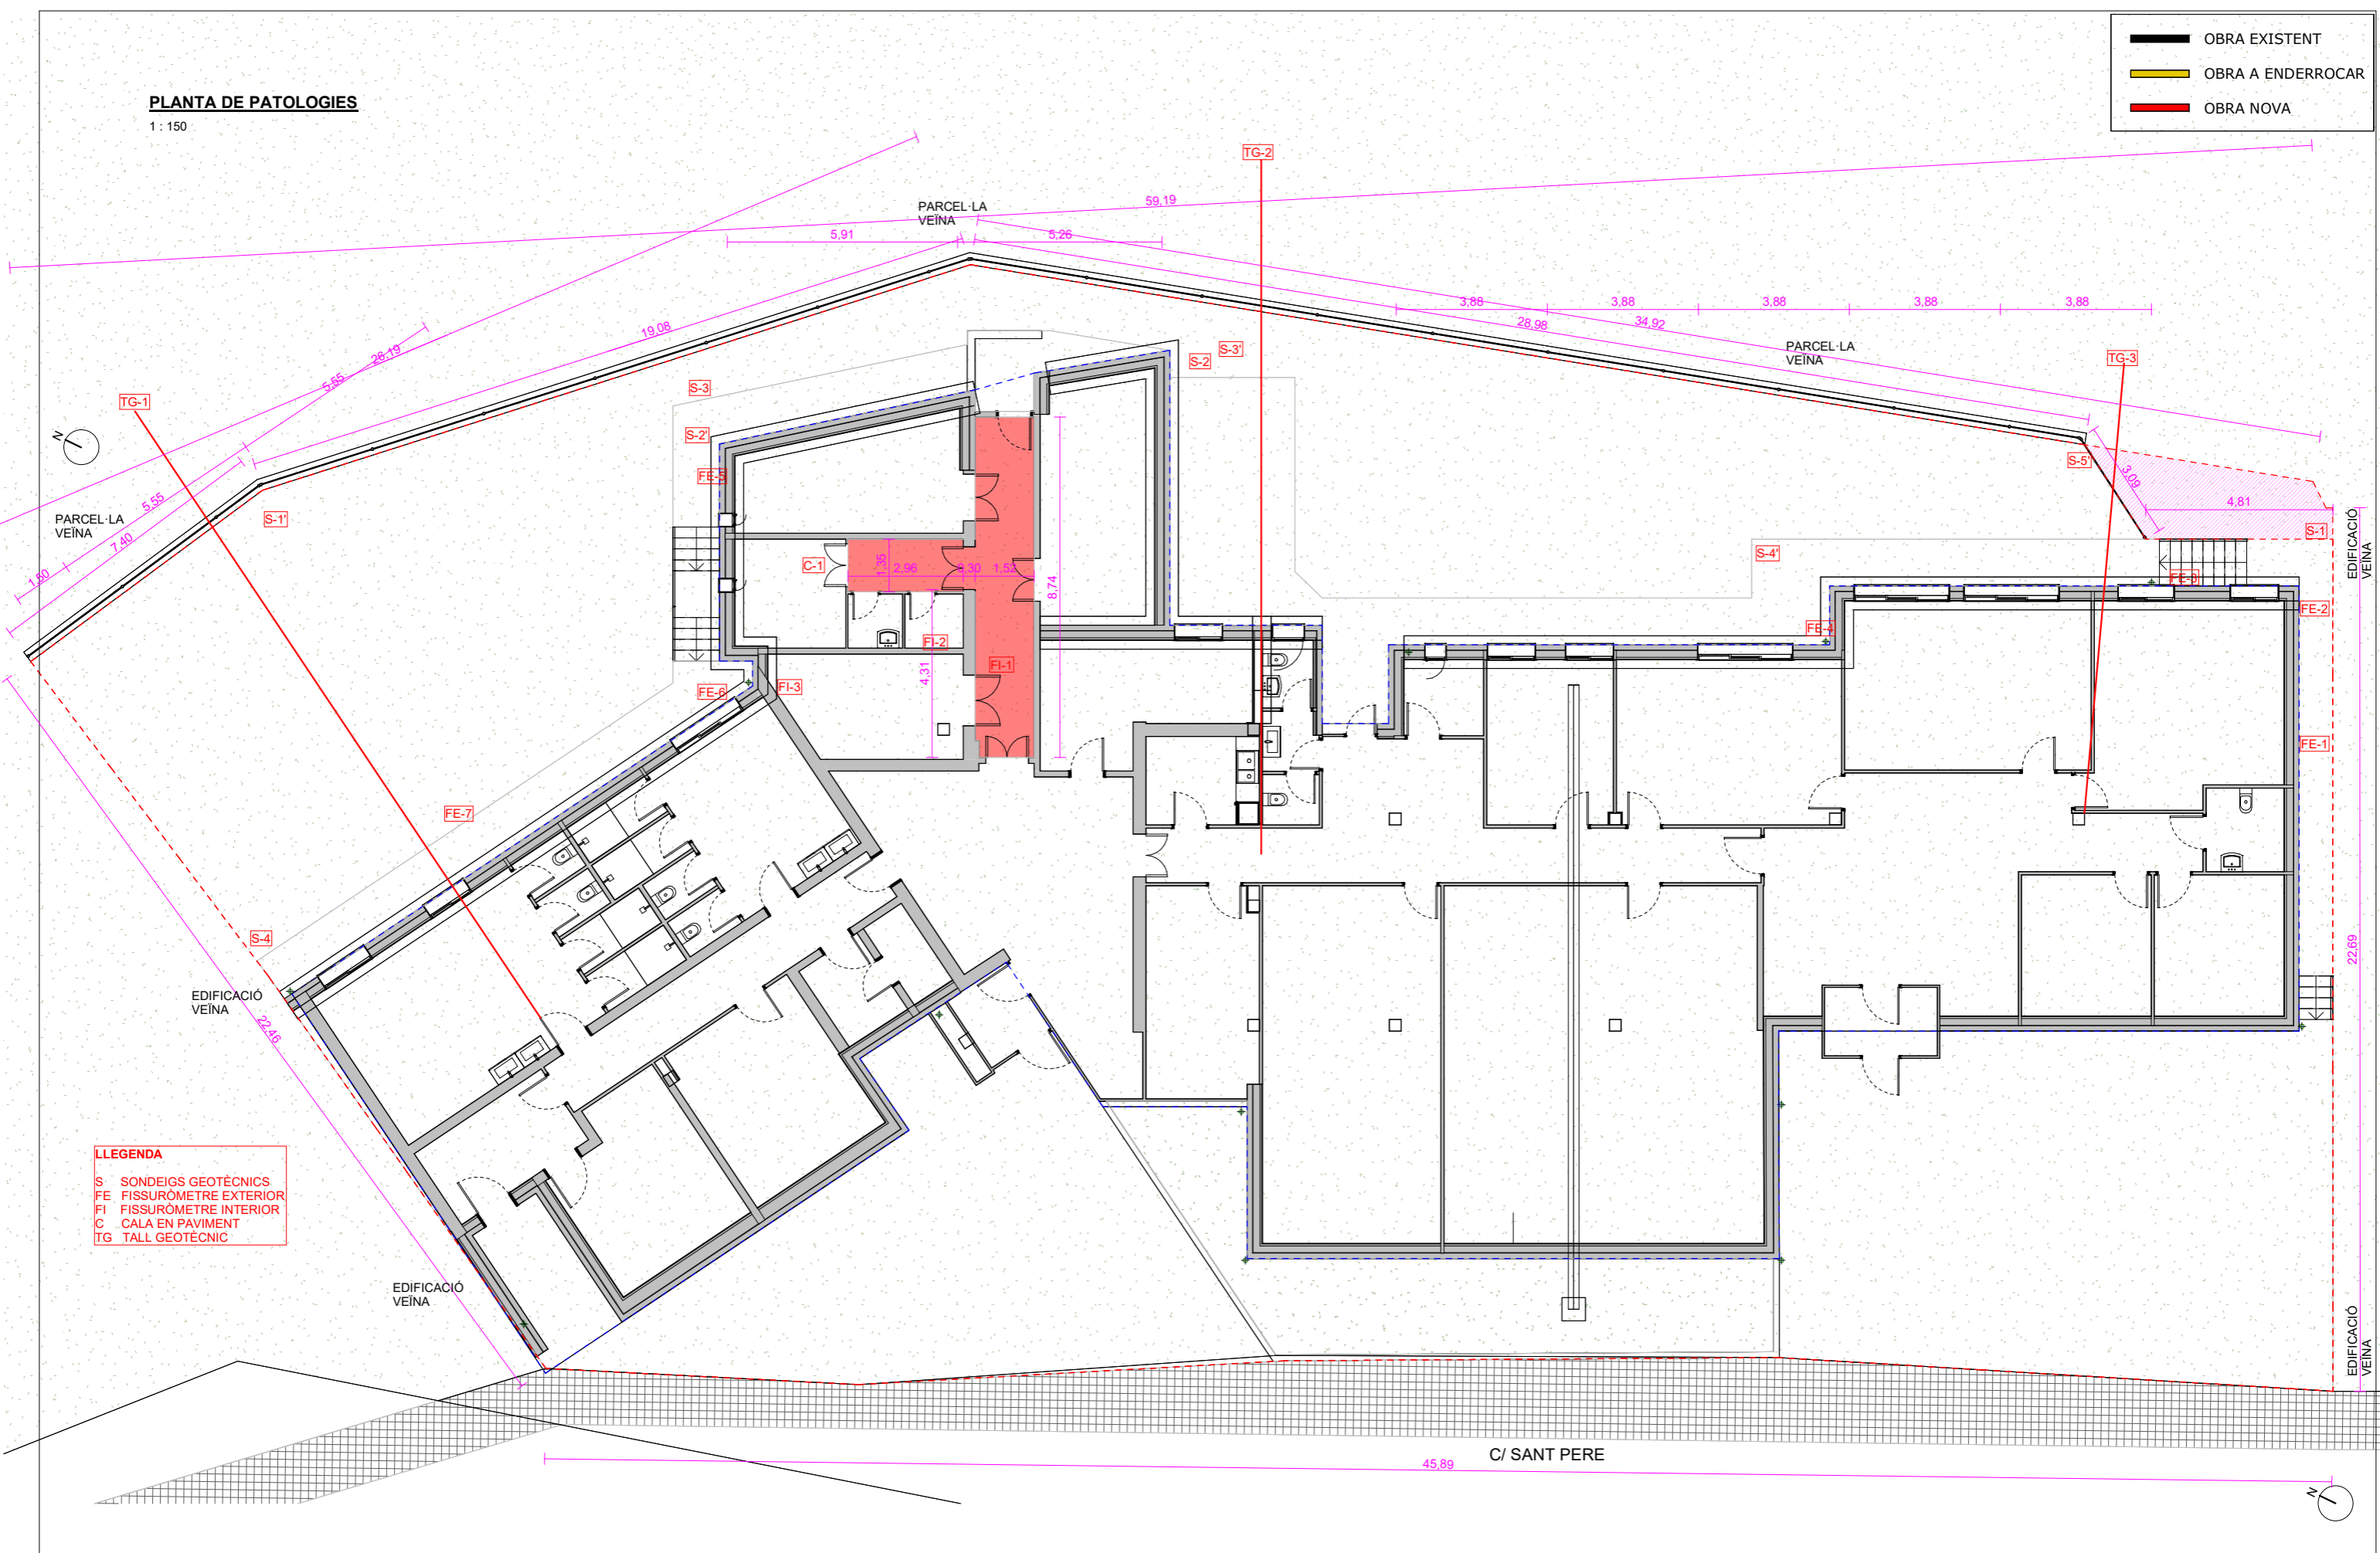 OBRA EXISTENT
OBRA A ENDERROCAR
OBRA NOVA
PLANTA DE PATOLOGIES
1 : 150
TG-2
PARCEL·LA
VEÏNA
59,19
5,91
5,26
3,88
3,88
3,88
3,88
3,88
19,08
28,98
34,92
26,19
5,55
PARCEL·LA
VEÏNA
S-3'
S-2
TG-3
S-3
TG-1
N
S-2'
S-5'
FE-5
3,09
5,55
4,81
PARCEL·LA
VEÏNA
S-1'
7,40
S-1
EDIFICACIÓ
VEÏNA
1,50
C-1
1,35
2,96
0,30
1,52
8,74
S-4'
FE-3
FE-2
FE-4
FI-2
FI-1
4,31
FI-3
FE-6
FE-1
FE-7
S-4
22,69
EDIFICACIÓ
VEÏNA
22,46
LLEGENDA
S SONDEIGS GEOTÈCNICS
FE FISSURÒMETRE EXTERIOR
FI FISSURÒMETRE INTERIOR
C CALA EN PAVIMENT
TG TALL GEOTÈCNIC
EDIFICACIÓ
VEÏNA
EDIFICACIÓ
VEÏNA
C/ SANT PERE
45,89
N